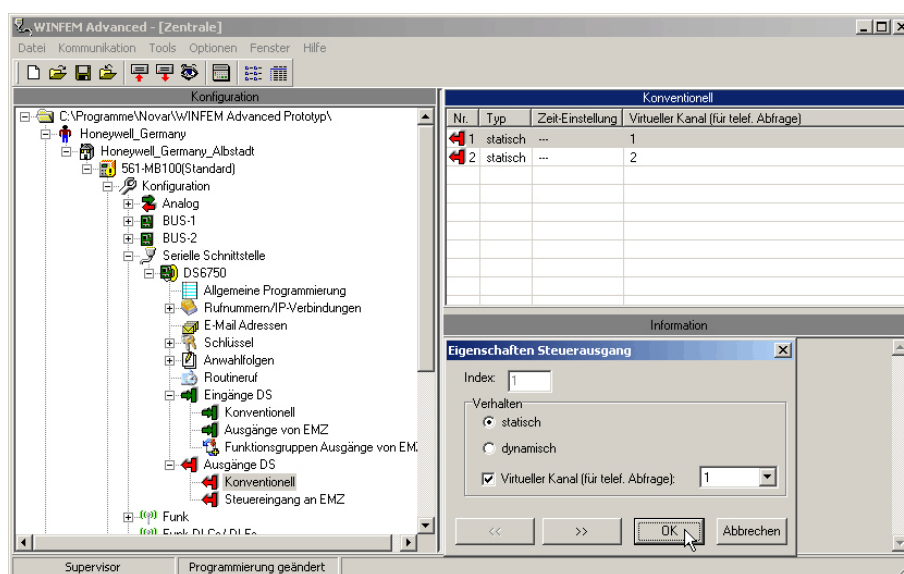 WINFEM Advanced - [Zentrale]
Datei Kommunikation Tools Optionen Fenster Hilfe
Konfiguration
C:\Programme\Novar\WINFEM Advanced Prototyp\
Honeywell_Germany
Honeywell_Germany_Albstadt
561-MB100(Standard)
Konfiguration
Analog
BUS-1
BUS-2
Serielle Schnittstelle
DS6750
Allgemeine Programmierung
Rufnummern/IP-Verbindungen
E-Mail Adressen
Schlüssel
Anwahlfolgen
Routineruf
Eingänge DS
Konventionell
Ausgänge von EMZ
Funktionsgruppen Ausgänge von EM
Ausgänge DS
Konventionell
Steuereingang an EMZ
Funk
Konventionell
Nr. Typ Zeit-Einstellung Virtueller Kanal (für telef. Abfrage)
1 statisch --- 1
2 statisch --- 2
Information
Eigenschaften Steuerausgang
Index: 1
Verhalten
statisch
dynamisch
Virtueller Kanal (für telef. Abfrage): 1
<< >> OK Abbrechen
Supervisor Programmierung geändert